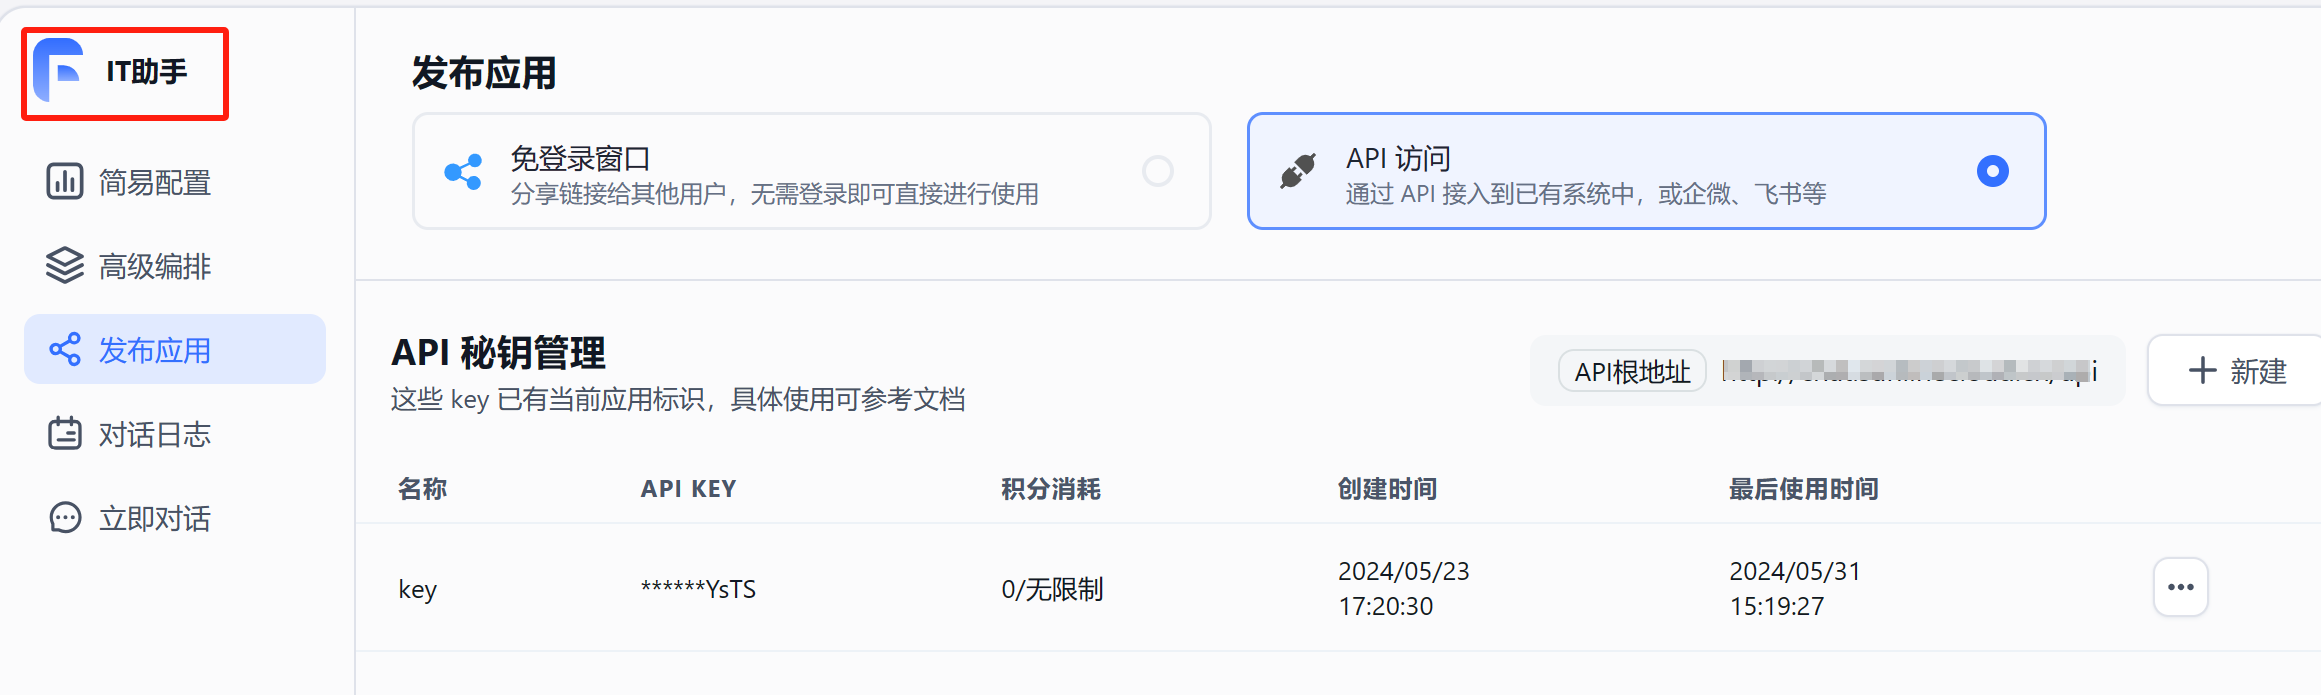 IT助手
简易配置
高级编排
发布应用
对话日志
立即对话
发布应用
免登录窗口
分享链接给其他用户，无需登录即可直接进行使用
API 访问
通过 API 接入到已有系统中，或企微、飞书等
API 秘钥管理
这些 key 已有当前应用标识，具体使用可参考文档
API根地址
新建
名称 API KEY 积分消耗 创建时间 最后使用时间
key ******YsTS 0/无限制 2024/05/23 17:20:30 2024/05/31 15:19:27